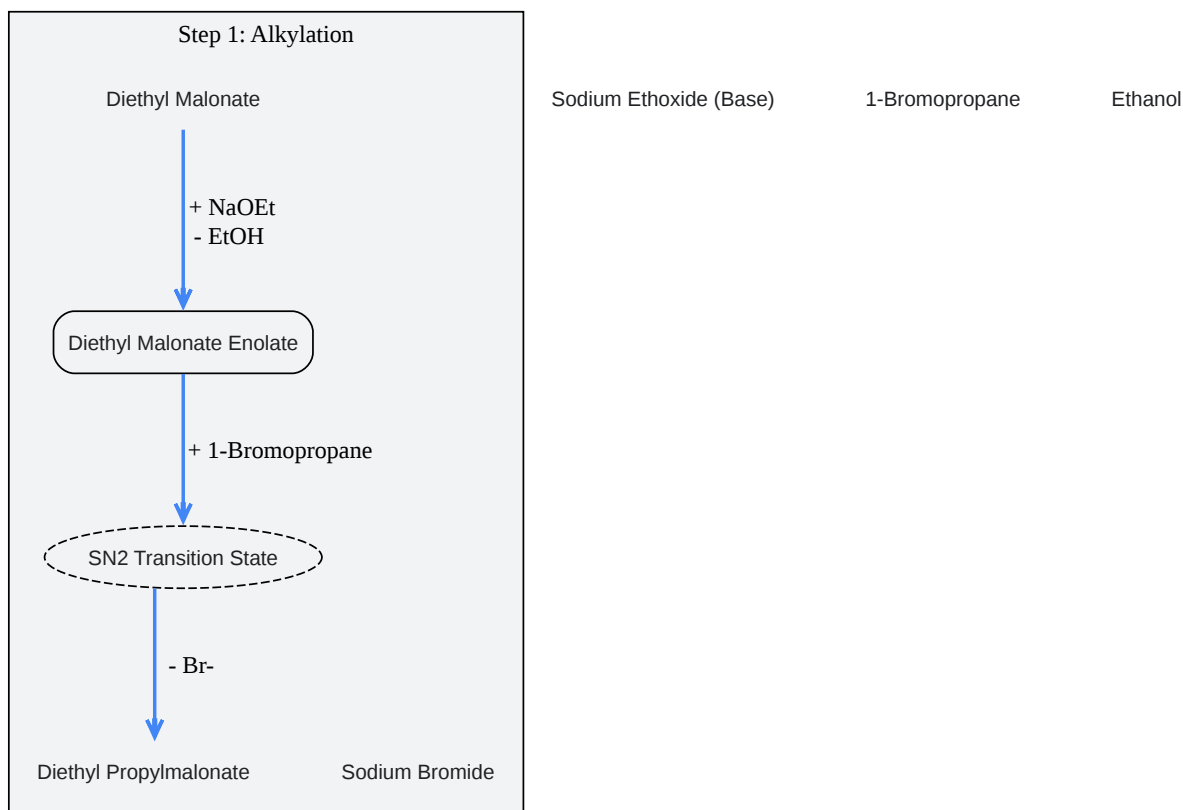 Step 1: Alkylation
Diethyl Malonate
Sodium Ethoxide (Base)
1-Bromopropane
Ethanol
+ NaOEt
- EtOH
Diethyl Malonate Enolate
+ 1-Bromopropane
SN2 Transition State
- Br-
Diethyl Propylmalonate
Sodium Bromide